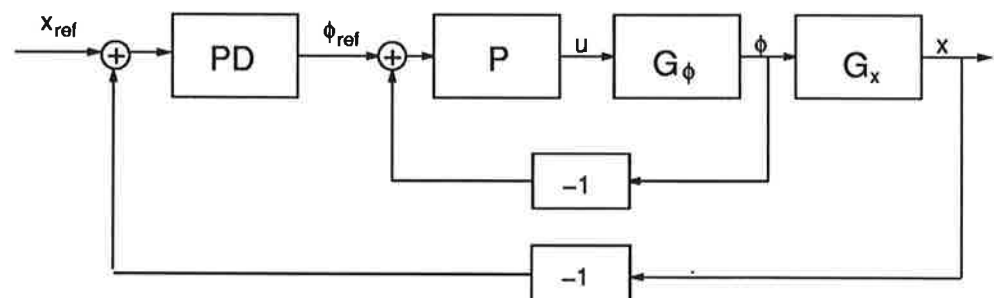 x_ref
+
PD
ϕ_ref
+
P
u
G_ϕ
ϕ
G_x
x
−1
−1